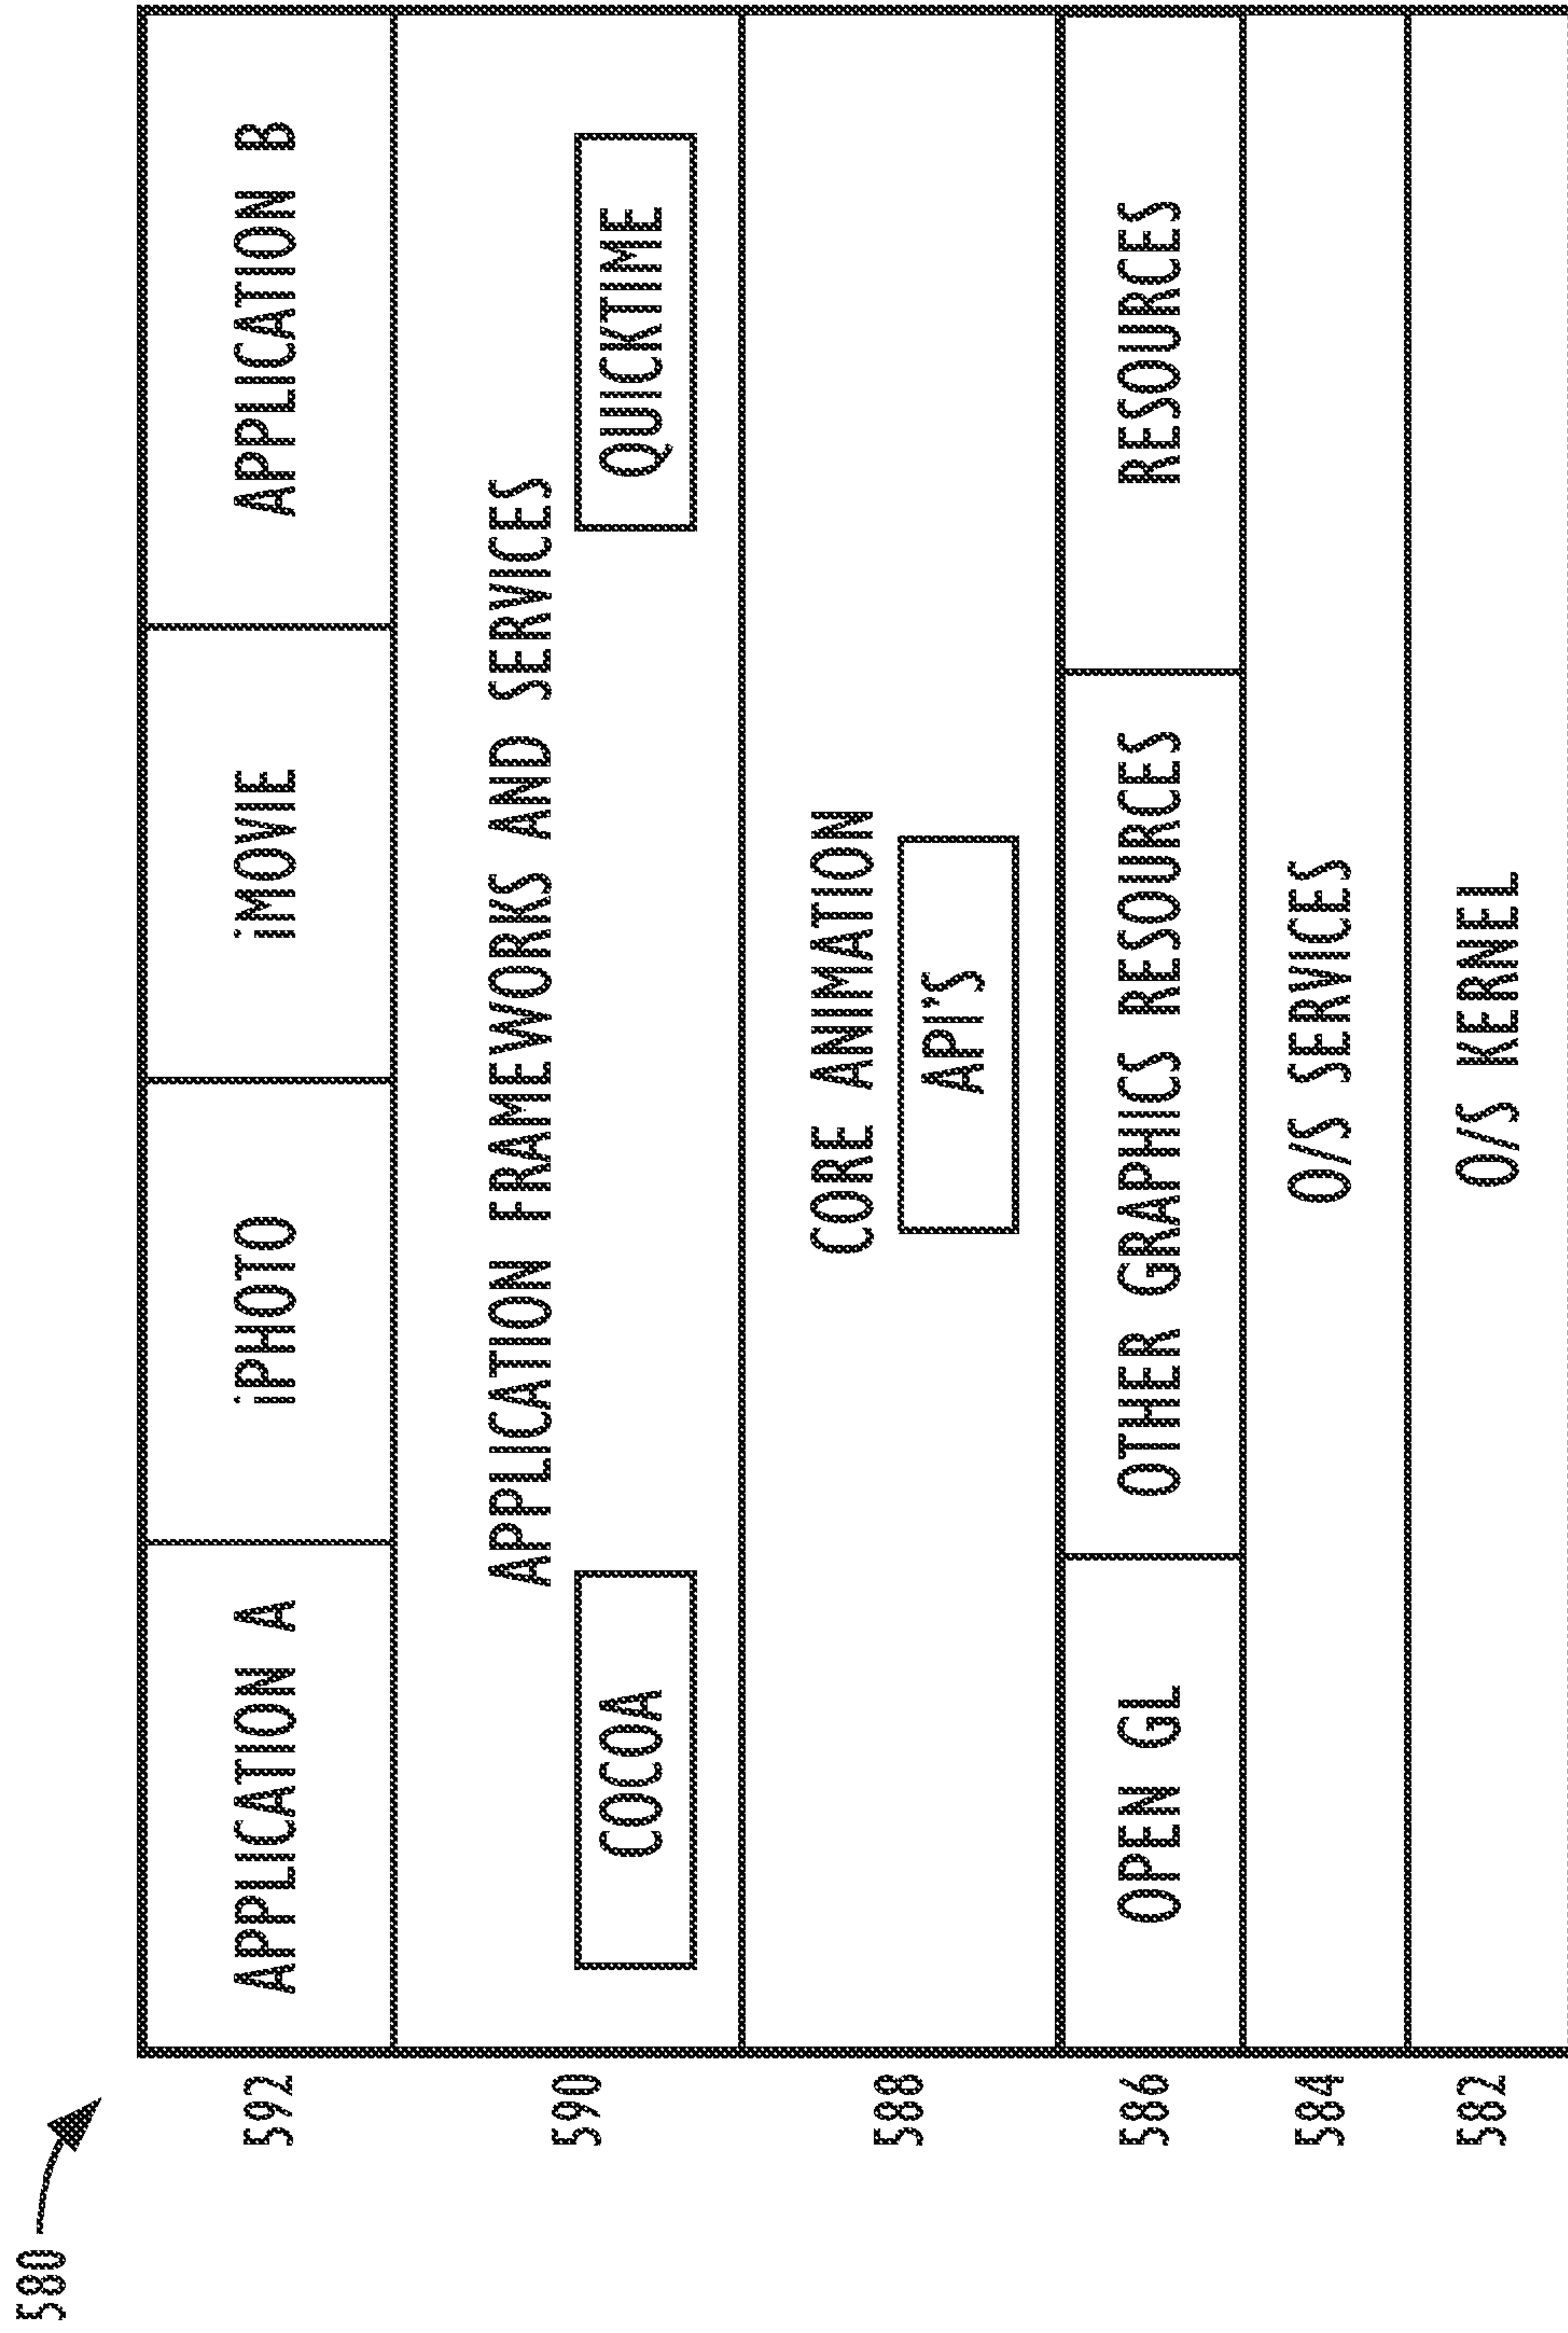 580
592
APPLICATION A
iPHOTO
iMOVIE
APPLICATION B
590
APPLICATION FRAMEWORKS AND SERVICES
COCOA
QUICKTIME
588
CORE ANIMATION
API'S
586
OPEN GL
OTHER GRAPHICS RESOURCES
RESOURCES
584
O/S SERVICES
582
O/S KERNEL